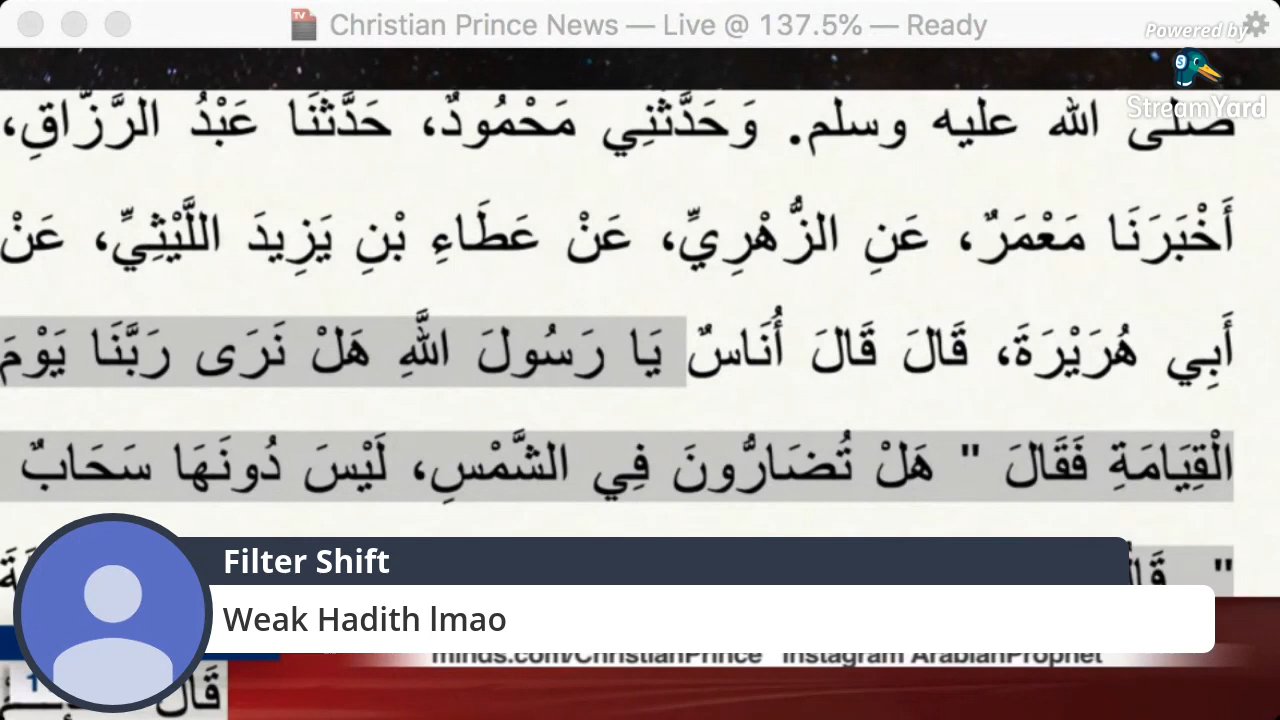 Christian Prince News — Live @ 137.5% — Ready
Powered by
StreamYard
صلى الله عليه وسلم. وَحَدَّثَنِي مَحْمُودٌ، حَدَّثَنَا عَبْدُ الرَّزَّاقِ،
أَخْبَرَنَا مَعْمَرٌ، عَنِ الزُّهْرِيِّ، عَنْ عَطَاءِ بْنِ يَزِيدَ اللَّيْثِيِّ، عَنْ
أَبِي هُرَيْرَةَ، قَالَ قَالَ أُنَاسٌ يَا رَسُولَ اللَّهِ هَلْ نَرَى رَبَّنَا يَوْمَ
الْقِيَامَةِ فَقَالَ " هَلْ تُضَارُّونَ فِي الشَّمْسِ، لَيْسَ دُونَهَا سَحَابٌ
Filter Shift
Weak Hadith lmao
minds.com/ChristianPrince Instagram ArabianProphet
قَالَ